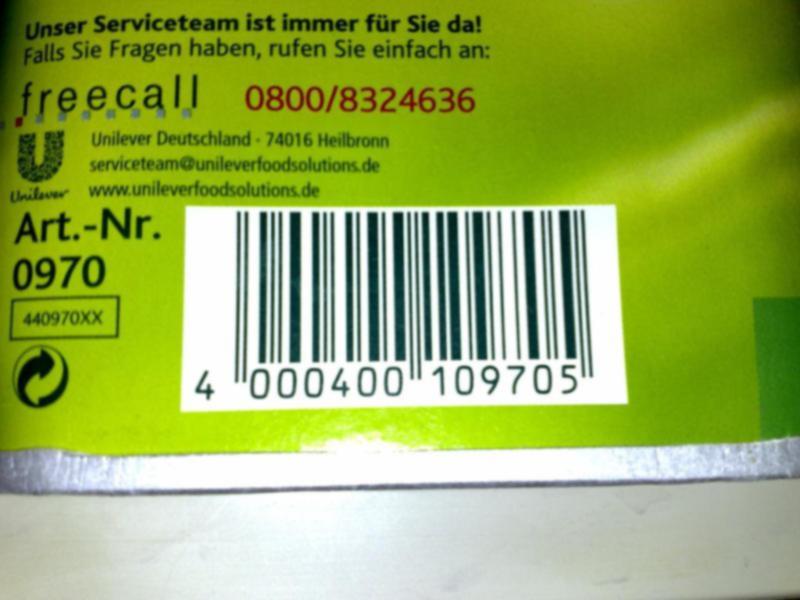 Unser Serviceteam ist immer für Sie da!
Falls Sie Fragen haben, rufen Sie einfach an:
freecall 0800/8324636
Unilever Deutschland · 74016 Heilbronn
serviceteam@unileverfoodsolutions.de
www.unileverfoodsolutions.de
Unilever
Art.-Nr.
0970
440970XX
4 000400 109705